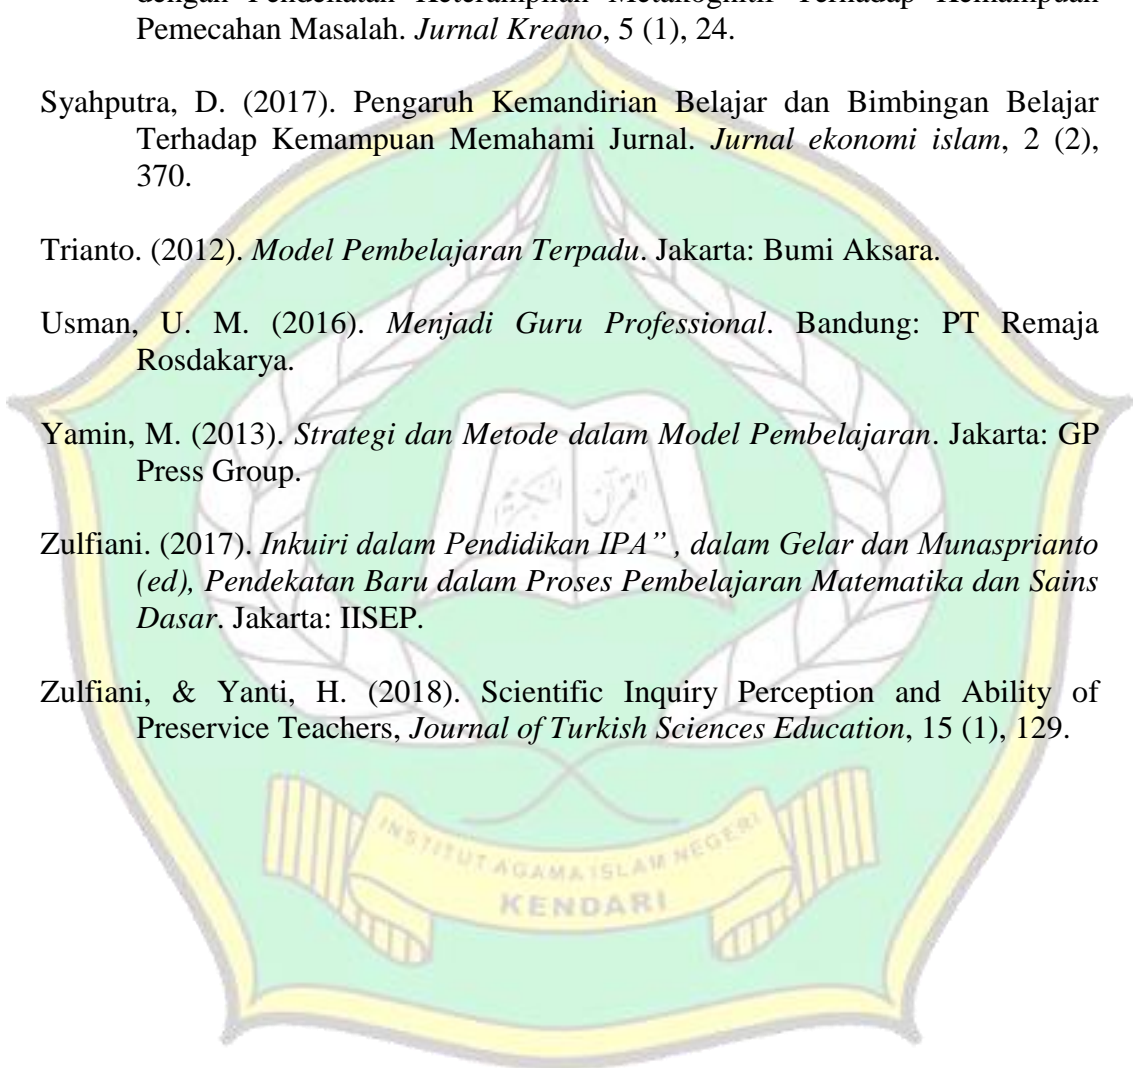 dengan Pendekatan Keterampilan Metakognitif Terhadap Kemampuan
Pemecahan Masalah. Jurnal Kreano, 5 (1), 24.
Syahputra, D. (2017). Pengaruh Kemandirian Belajar dan Bimbingan Belajar
Terhadap Kemampuan Memahami Jurnal. Jurnal ekonomi islam, 2 (2),
370.
Trianto. (2012). Model Pembelajaran Terpadu. Jakarta: Bumi Aksara.
Usman, U. M. (2016). Menjadi Guru Professional. Bandung: PT Remaja
Rosdakarya.
Yamin, M. (2013). Strategi dan Metode dalam Model Pembelajaran. Jakarta: GP
Press Group.
القرآن الكريم
Zulfiani. (2017). Inkuiri dalam Pendidikan IPA” , dalam Gelar dan Munasprianto
(ed), Pendekatan Baru dalam Proses Pembelajaran Matematika dan Sains
Dasar. Jakarta: IISEP.
Zulfiani, & Yanti, H. (2018). Scientific Inquiry Perception and Ability of
Preservice Teachers, Journal of Turkish Sciences Education, 15 (1), 129.
INSTITUT AGAMA ISLAM NEGERI
KENDARI